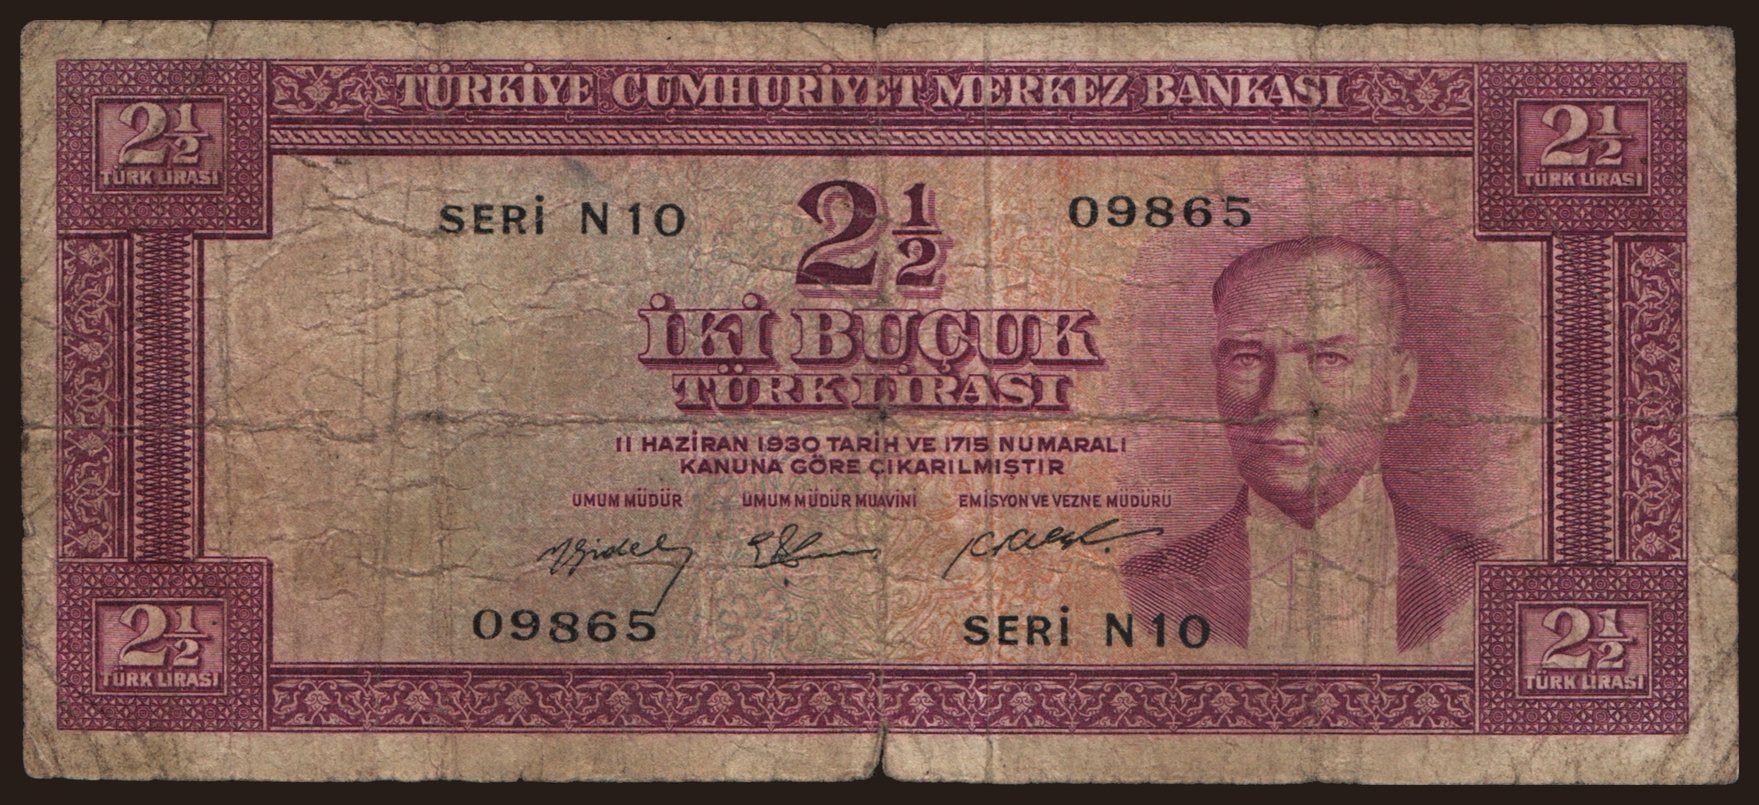 TÜRKİYE CUMHURİYET MERKEZ BANKASI
2½
TÜRK LİRASI
2½
TÜRK LİRASI
SERİ N 10
2½
09865
İKİ BUÇUK
TÜRK LİRASI
11 HAZİRAN 1930 TARİH VE 1715 NUMARALI
KANUNA GÖRE ÇIKARILMIŞTIR
UMUM MÜDÜR
UMUM MÜDÜR MUAVİNİ
EMİSYON VE VEZNE MÜDÜRÜ
09865
SERİ N 10
2½
TÜRK LİRASI
2½
TÜRK LİRASI